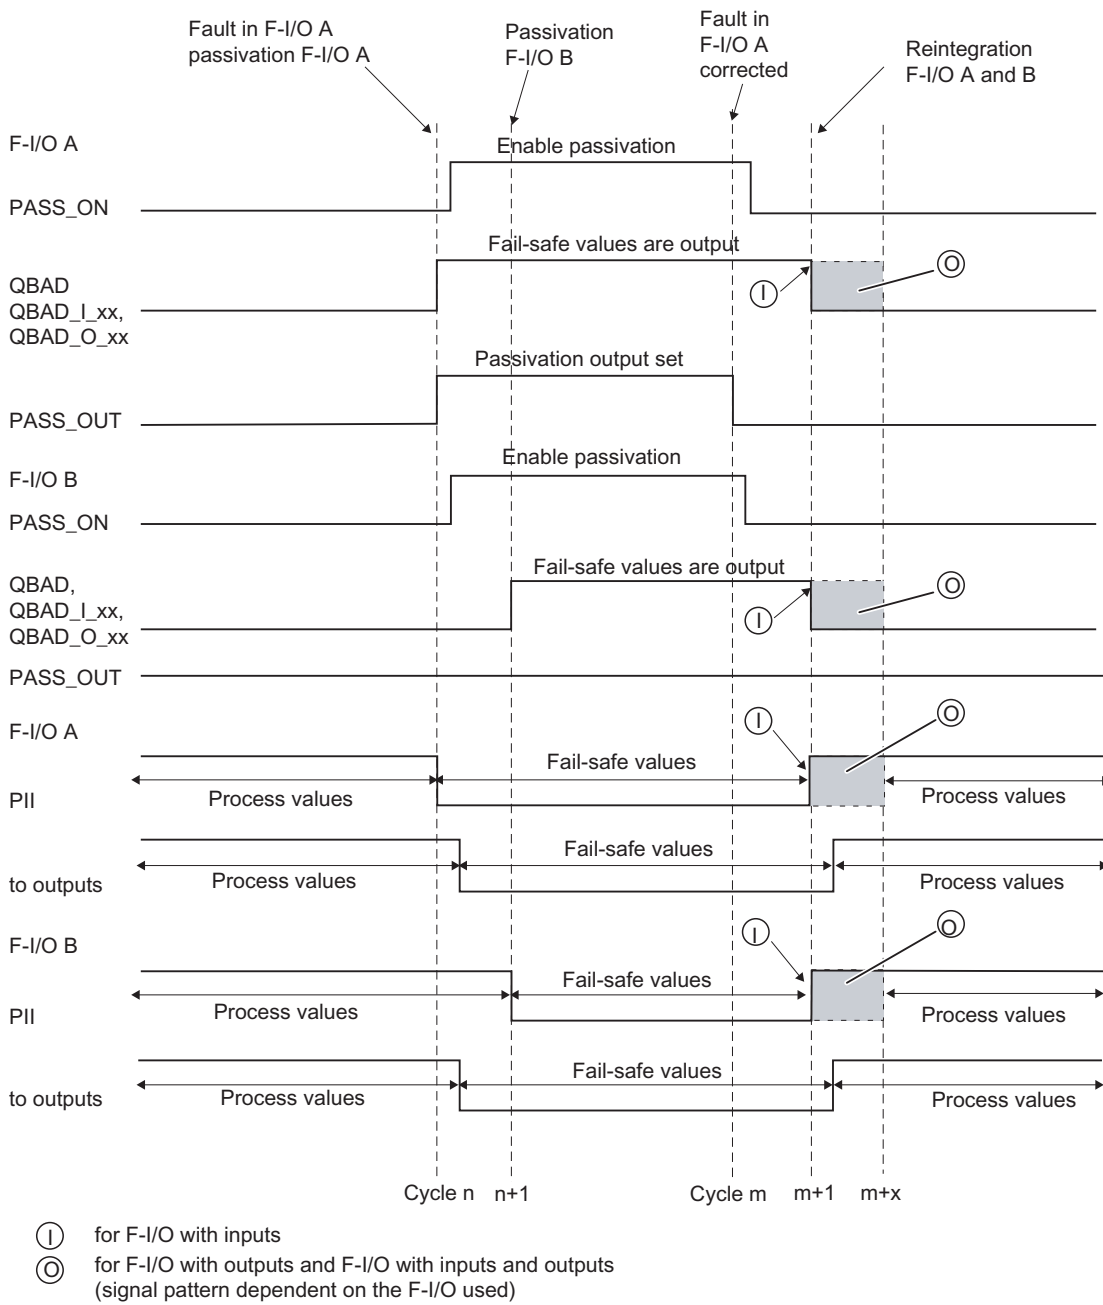 Fault in F-I/O A
passivation F-I/O A
Passivation
F-I/O B
Fault in
F-I/O A
corrected
Reintegration
F-I/O A and B
F-I/O A
Enable passivation
PASS_ON
Fail-safe values are output
QBAD
QBAD_I_xx,
QBAD_O_xx
I
O
Passivation output set
PASS_OUT
Enable passivation
F-I/O B
PASS_ON
Fail-safe values are output
QBAD,
QBAD_I_xx,
QBAD_O_xx
I
O
PASS_OUT
F-I/O A
I
O
Fail-safe values
PII
Process values
Process values
Fail-safe values
to outputs
Process values
Process values
F-I/O B
I
O
Fail-safe values
PII
Process values
Process values
Fail-safe values
to outputs
Process values
Process values
Cycle n
n+1
Cycle m
m+1
m+x
I for F-I/O with inputs
O for F-I/O with outputs and F-I/O with inputs and outputs
(signal pattern dependent on the F-I/O used)